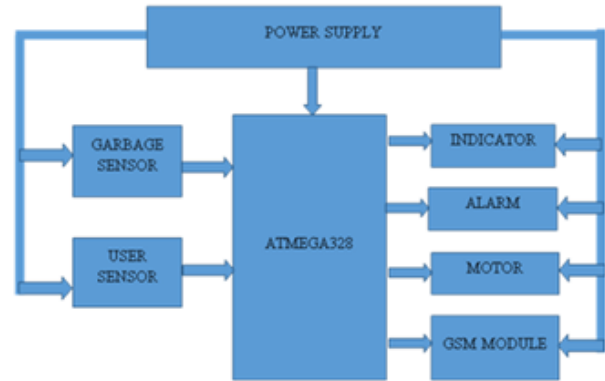 POWER SUPPLY
GARBAGE
SENSOR
USER
SENSOR
ATMEGA328
INDICATOR
ALARM
MOTOR
GSM MODULE